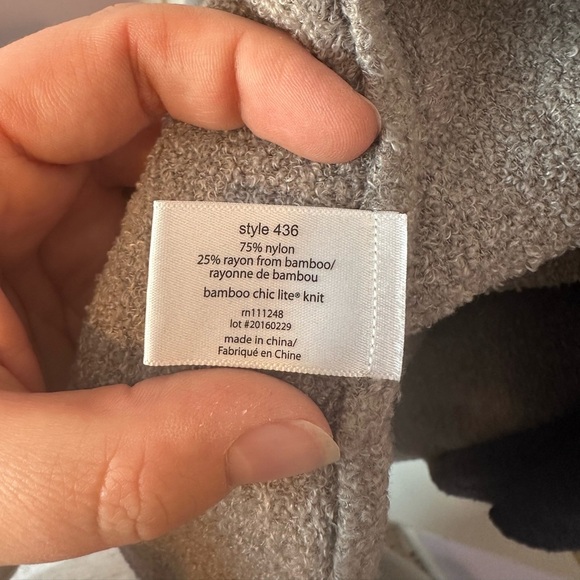 style 436
75% nylon
25% rayon from bamboo/
rayonne de bambou
bamboo chic lite® knit
rn111248
lot #20160229
made in china/
Fabriqué en Chine